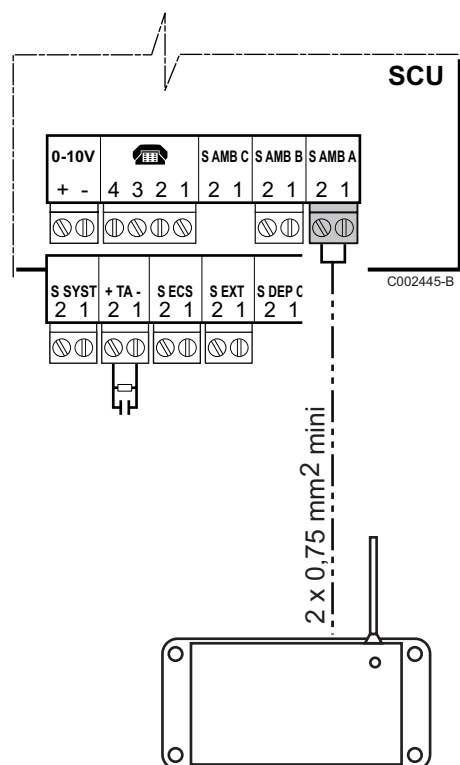 SCU
0-10V S AMB C S AMB B S AMB A
+ - 4 3 2 1 2 1 2 1 2 1
C002445-B
S SYST + TA - S ECS S EXT S DEP C
2 1 2 1 2 1 2 1 2 1
2 x 0,75 mm2 mini